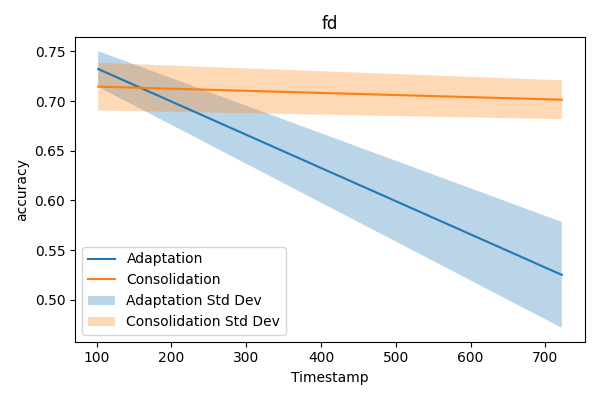 fd
0.75
0.70
0.65
0.60
0.55
0.50
accuracy
Adaptation
Consolidation
Adaptation Std Dev
Consolidation Std Dev
100 200 300 400 500 600 700
Timestamp